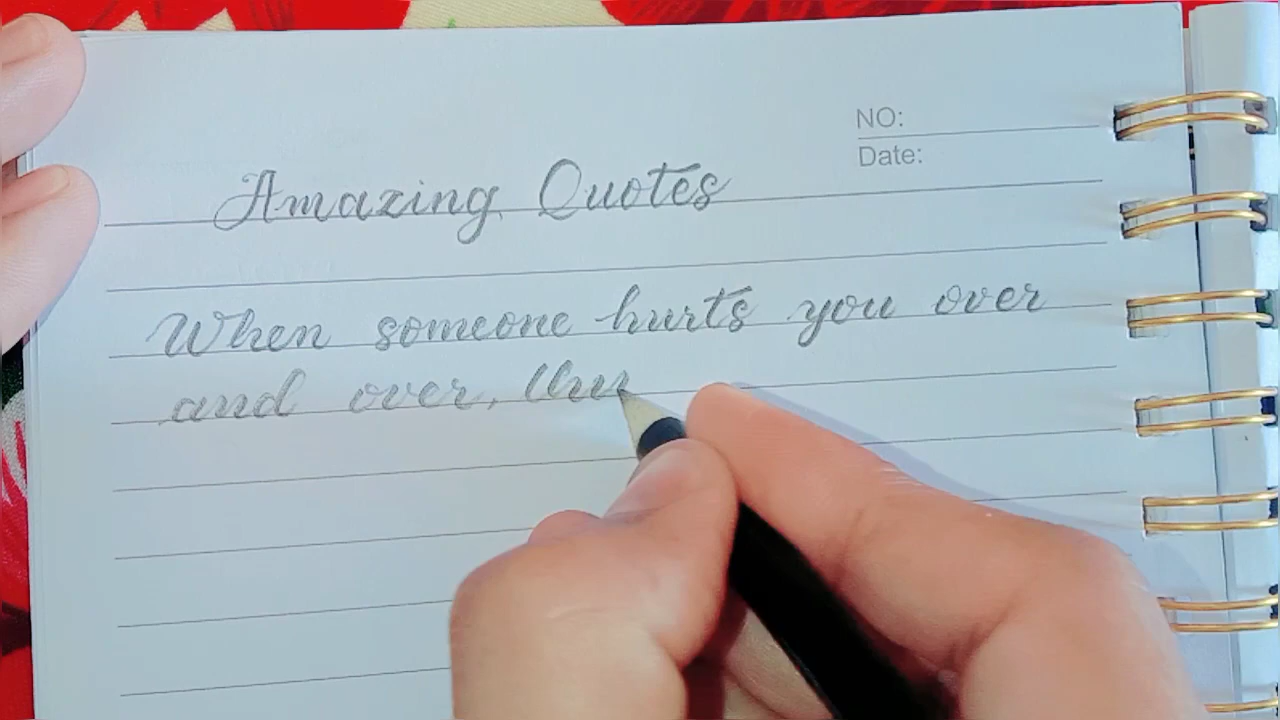 NO:
Date:
Amazing Quotes
When someone hurts you over
and over,